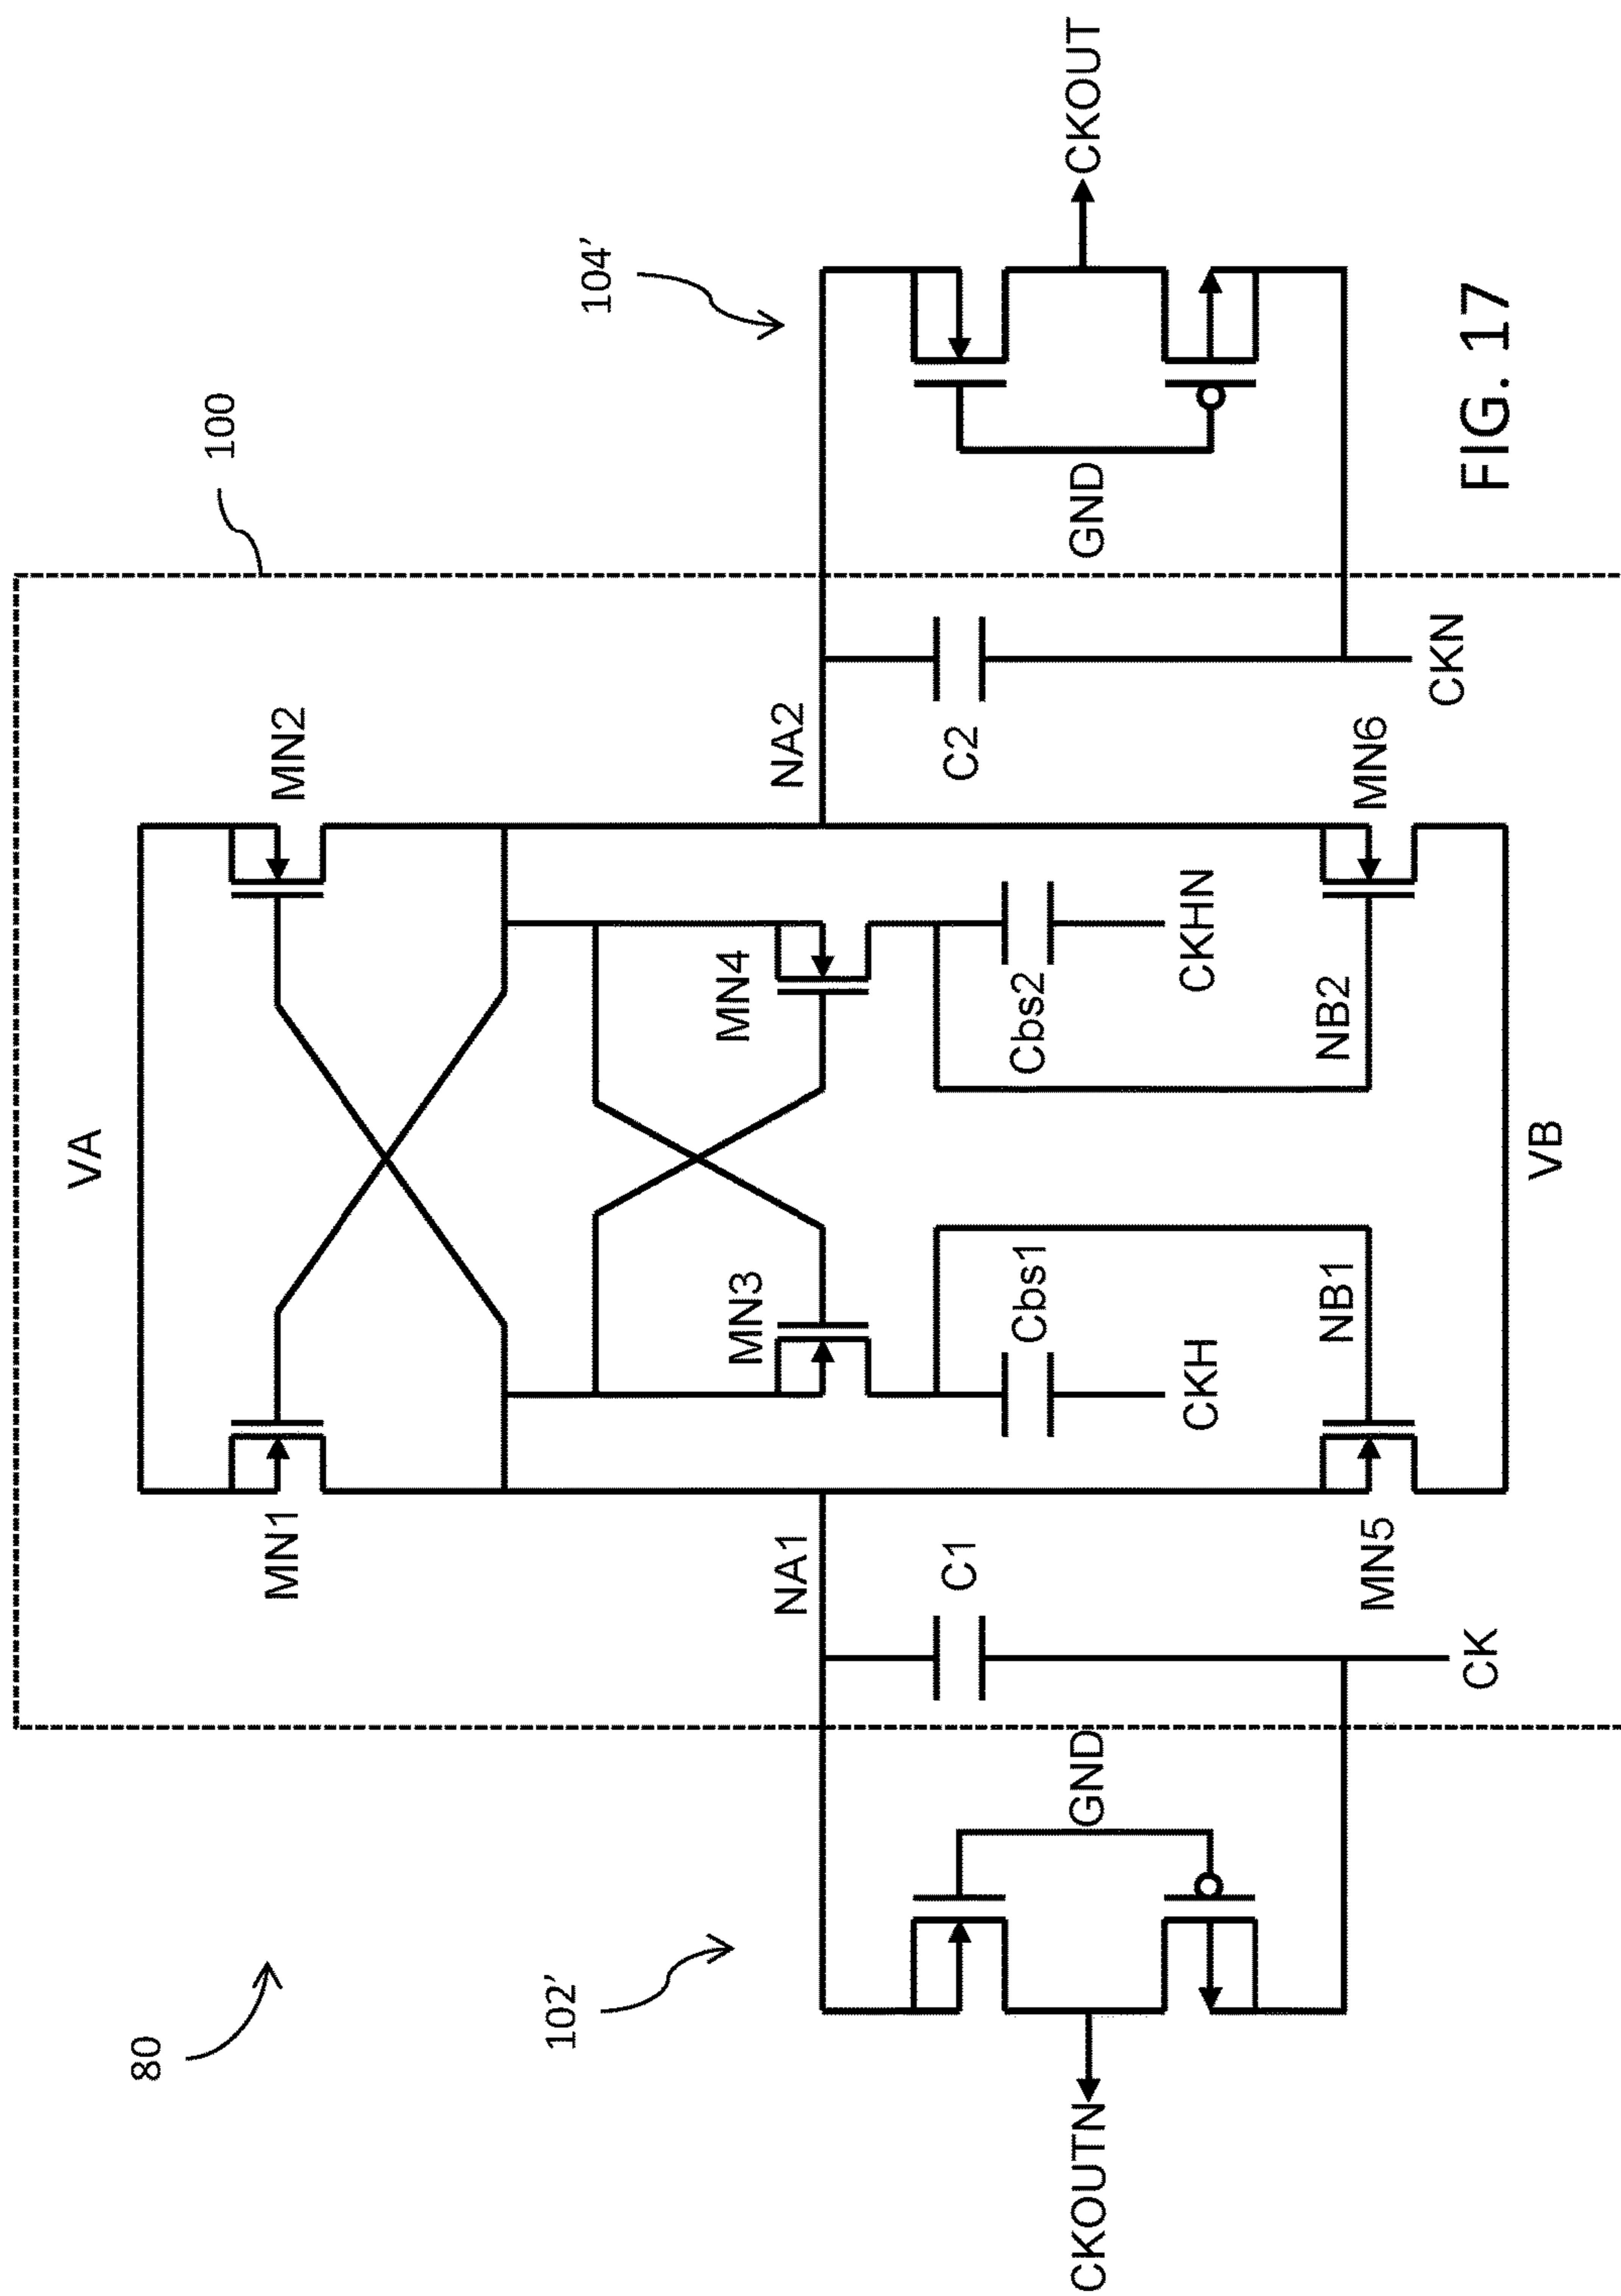 80
100
VA
MN1
MN2
102’
104’
MN3
MN4
NA1
NA2
C1
C2
CKOUTN
GND
Cbs1
Cbs2
GND
CKOUT
CKH
CKHN
NB1
NB2
MN5
MN6
CK
CKN
VB
FIG. 17